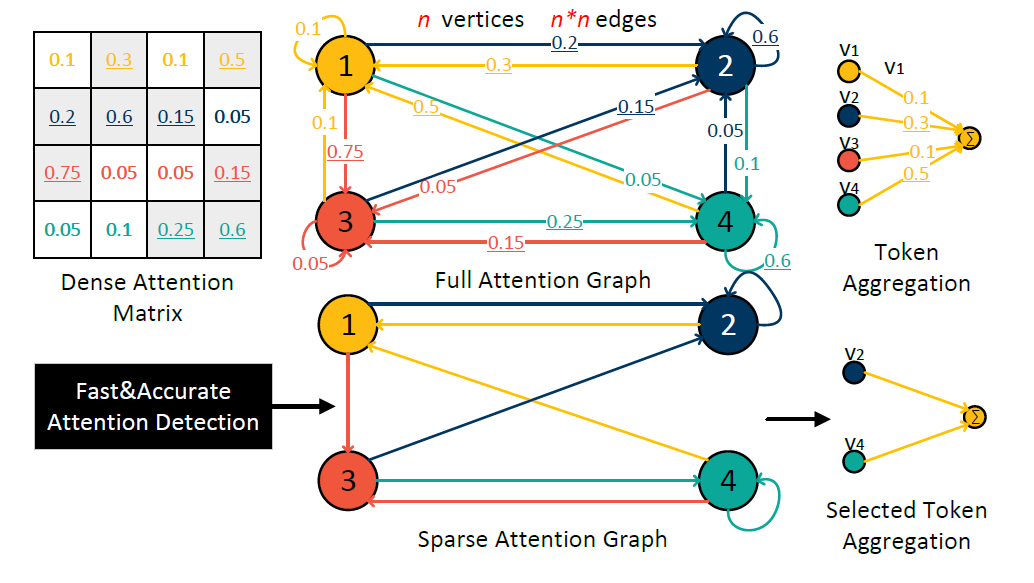 n vertices n*n edges
0.1 0.3 0.1 0.5
0.2 0.6 0.15 0.05
0.75 0.05 0.05 0.15
0.05 0.1 0.25 0.6
Dense Attention
Matrix
0.1
1
0.2
2
0.6
0.3
0.5
0.15
0.1
0.75
0.05
0.1
0.05
0.05
3
0.25
4
0.15
0.05
0.6
Full Attention Graph
V1
V1
V2
V3
V4
0.1
0.3
0.1
0.5
Σ
Token
Aggregation
Fast&Accurate
Attention Detection
1
2
3
4
Sparse Attention Graph
V2
V4
Σ
Selected Token
Aggregation